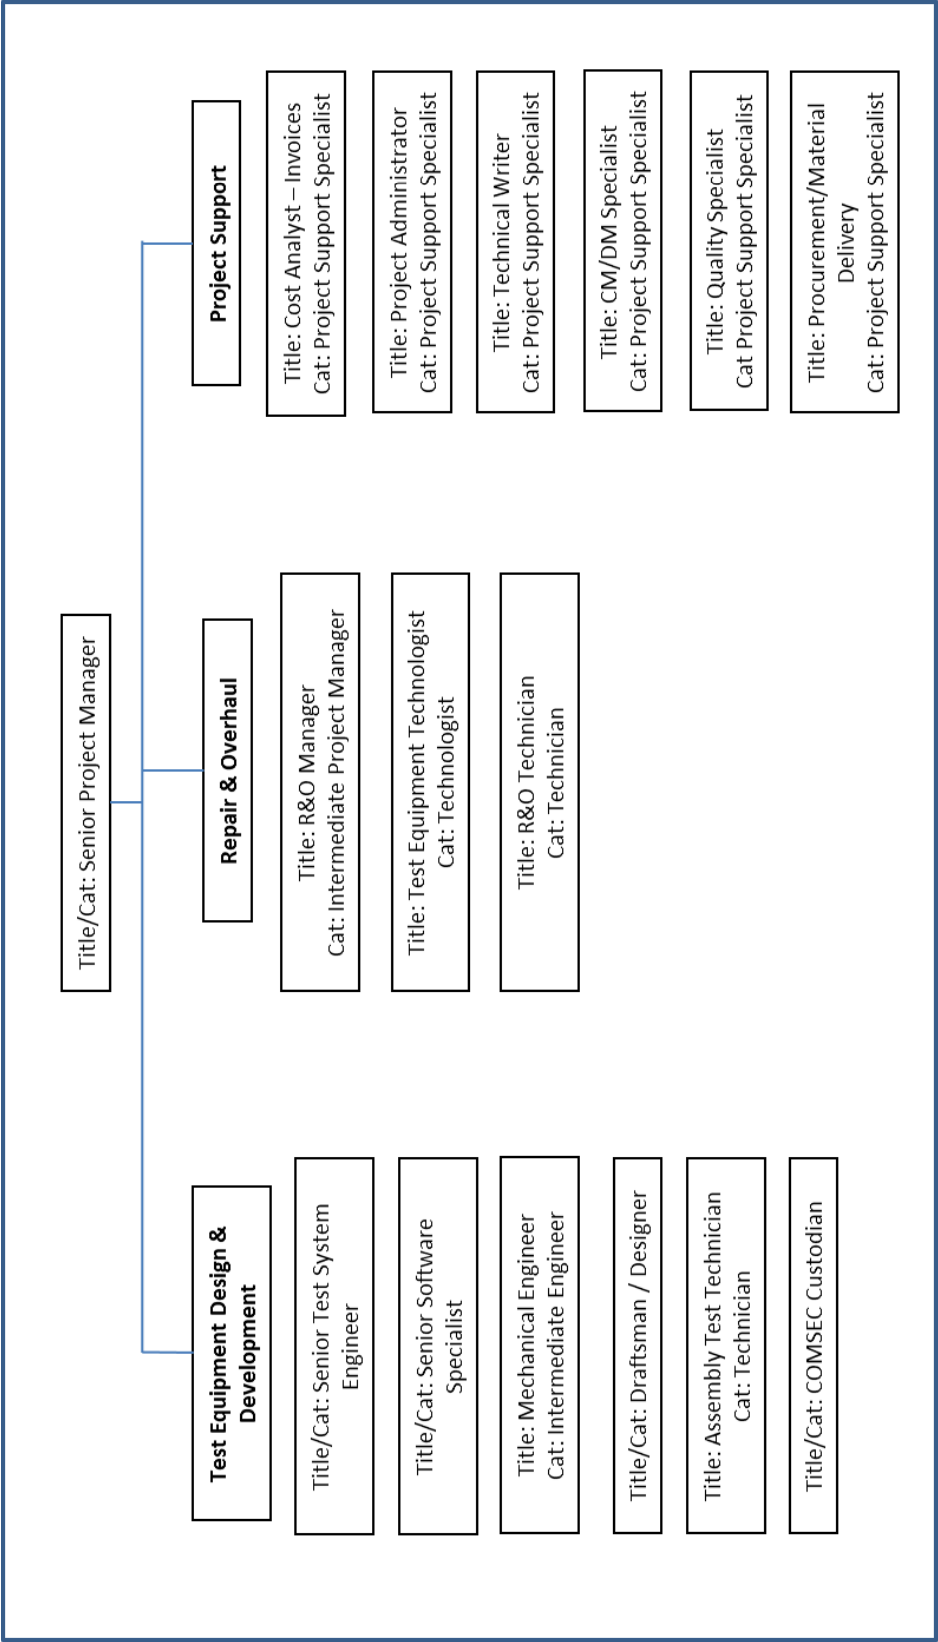 Title/Cat: Senior Project Manager
Test Equipment Design &
Development
Title/Cat: Senior Test System
Engineer
Title/Cat: Senior Software
Specialist
Title: Mechanical Engineer
Cat: Intermediate Engineer
Title/Cat: Draftsman / Designer
Title: Assembly Test Technician
Cat: Technician
Title/Cat: COMSEC Custodian
Repair & Overhaul
Title: R&O Manager
Cat: Intermediate Project Manager
Title: Test Equipment Technologist
Cat: Technologist
Title: R&O Technician
Cat: Technician
Project Support
Title: Cost Analyst – Invoices
Cat: Project Support Specialist
Title: Project Administrator
Cat: Project Support Specialist
Title: Technical Writer
Cat: Project Support Specialist
Title: CM/DM Specialist
Cat: Project Support Specialist
Title: Quality Specialist
Cat Project Support Specialist
Title: Procurement/Material
Delivery
Cat: Project Support Specialist